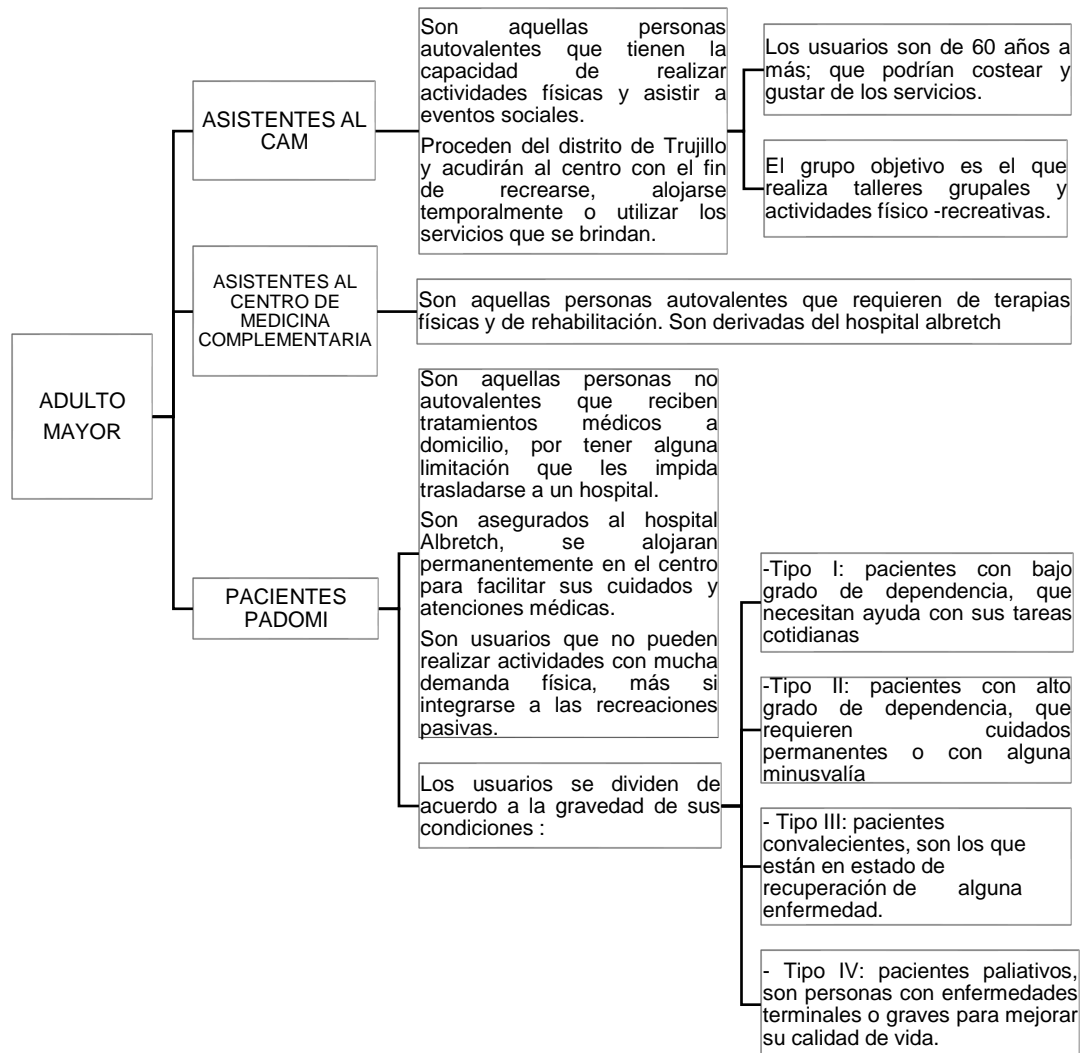 ADULTO
MAYOR
ASISTENTES AL
CAM
Son aquellas personas
autovalentes que tienen la
capacidad de realizar
actividades físicas y asistir a
eventos sociales.
Proceden del distrito de Trujillo
y acudirán al centro con el fin
de recrearse, alojarse
temporalmente o utilizar los
servicios que se brindan.
Los usuarios son de 60 años a
más; que podrían costear y
gustar de los servicios.
El grupo objetivo es el que
realiza talleres grupales y
actividades físico -recreativas.
ASISTENTES AL
CENTRO DE
MEDICINA
COMPLEMENTARIA
Son aquellas personas autovalentes que requieren de terapias
físicas y de rehabilitación. Son derivadas del hospital albretch
PACIENTES
PADOMI
Son aquellas personas no
autovalentes que reciben
tratamientos médicos a
domicilio, por tener alguna
limitación que les impida
trasladarse a un hospital.
Son asegurados al hospital
Albretch, se alojaran
permanentemente en el centro
para facilitar sus cuidados y
atenciones médicas.
Son usuarios que no pueden
realizar actividades con mucha
demanda física, más si
integrarse a las recreaciones
pasivas.
Los usuarios se dividen de
acuerdo a la gravedad de sus
condiciones :
-Tipo I: pacientes con bajo
grado de dependencia, que
necesitan ayuda con sus tareas
cotidianas
-Tipo II: pacientes con alto
grado de dependencia, que
requieren cuidados
permanentes o con alguna
minusvalía
- Tipo III: pacientes
convalecientes, son los que
están en estado de
recuperación de alguna
enfermedad.
- Tipo IV: pacientes paliativos,
son personas con enfermedades
terminales o graves para mejorar
su calidad de vida.